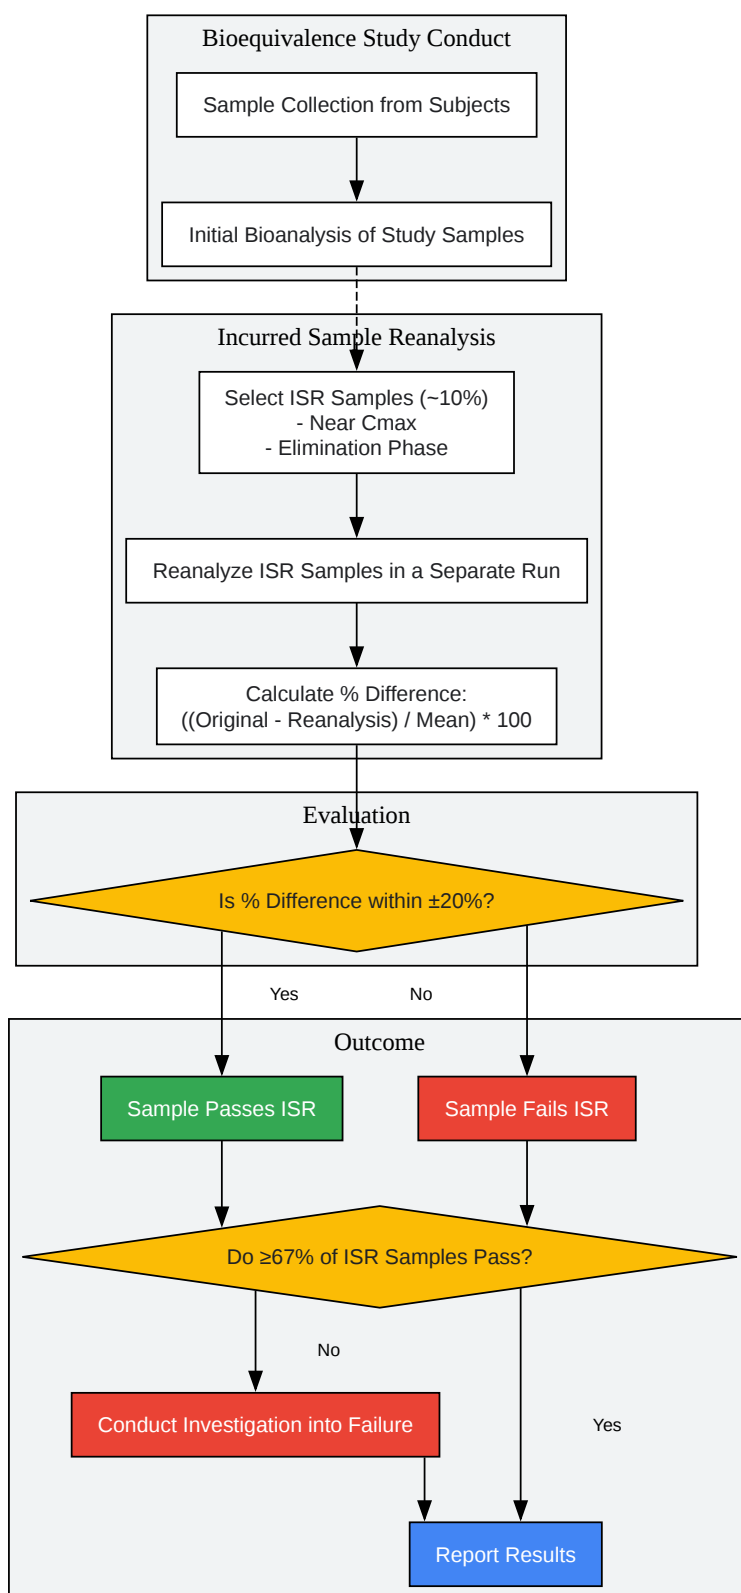 Bioequivalence Study Conduct
Sample Collection from Subjects
Initial Bioanalysis of Study Samples
Incurred Sample Reanalysis
Select ISR Samples (~10%)
- Near Cmax
- Elimination Phase
Reanalyze ISR Samples in a Separate Run
Calculate % Difference:
((Original - Reanalysis) / Mean) * 100
Evaluation
Is % Difference within ±20%?
Yes
No
Outcome
Sample Passes ISR
Sample Fails ISR
Do ≥67% of ISR Samples Pass?
No
Conduct Investigation into Failure
Yes
Report Results